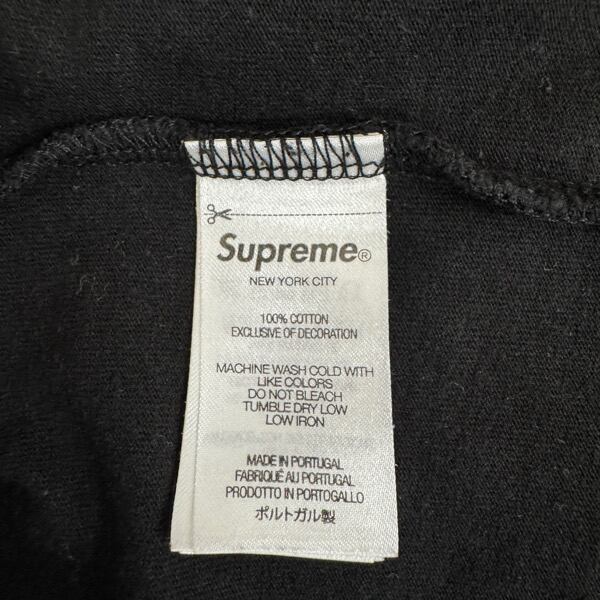 Supreme®
NEW YORK CITY
100% COTTON
EXCLUSIVE OF DECORATION
MACHINE WASH COLD WITH
LIKE COLORS
DO NOT BLEACH
TUMBLE DRY LOW
LOW IRON
MADE IN PORTUGAL
FABRIQUÉ AU PORTUGAL
PRODOTTO IN PORTOGALLO
ポルトガル製